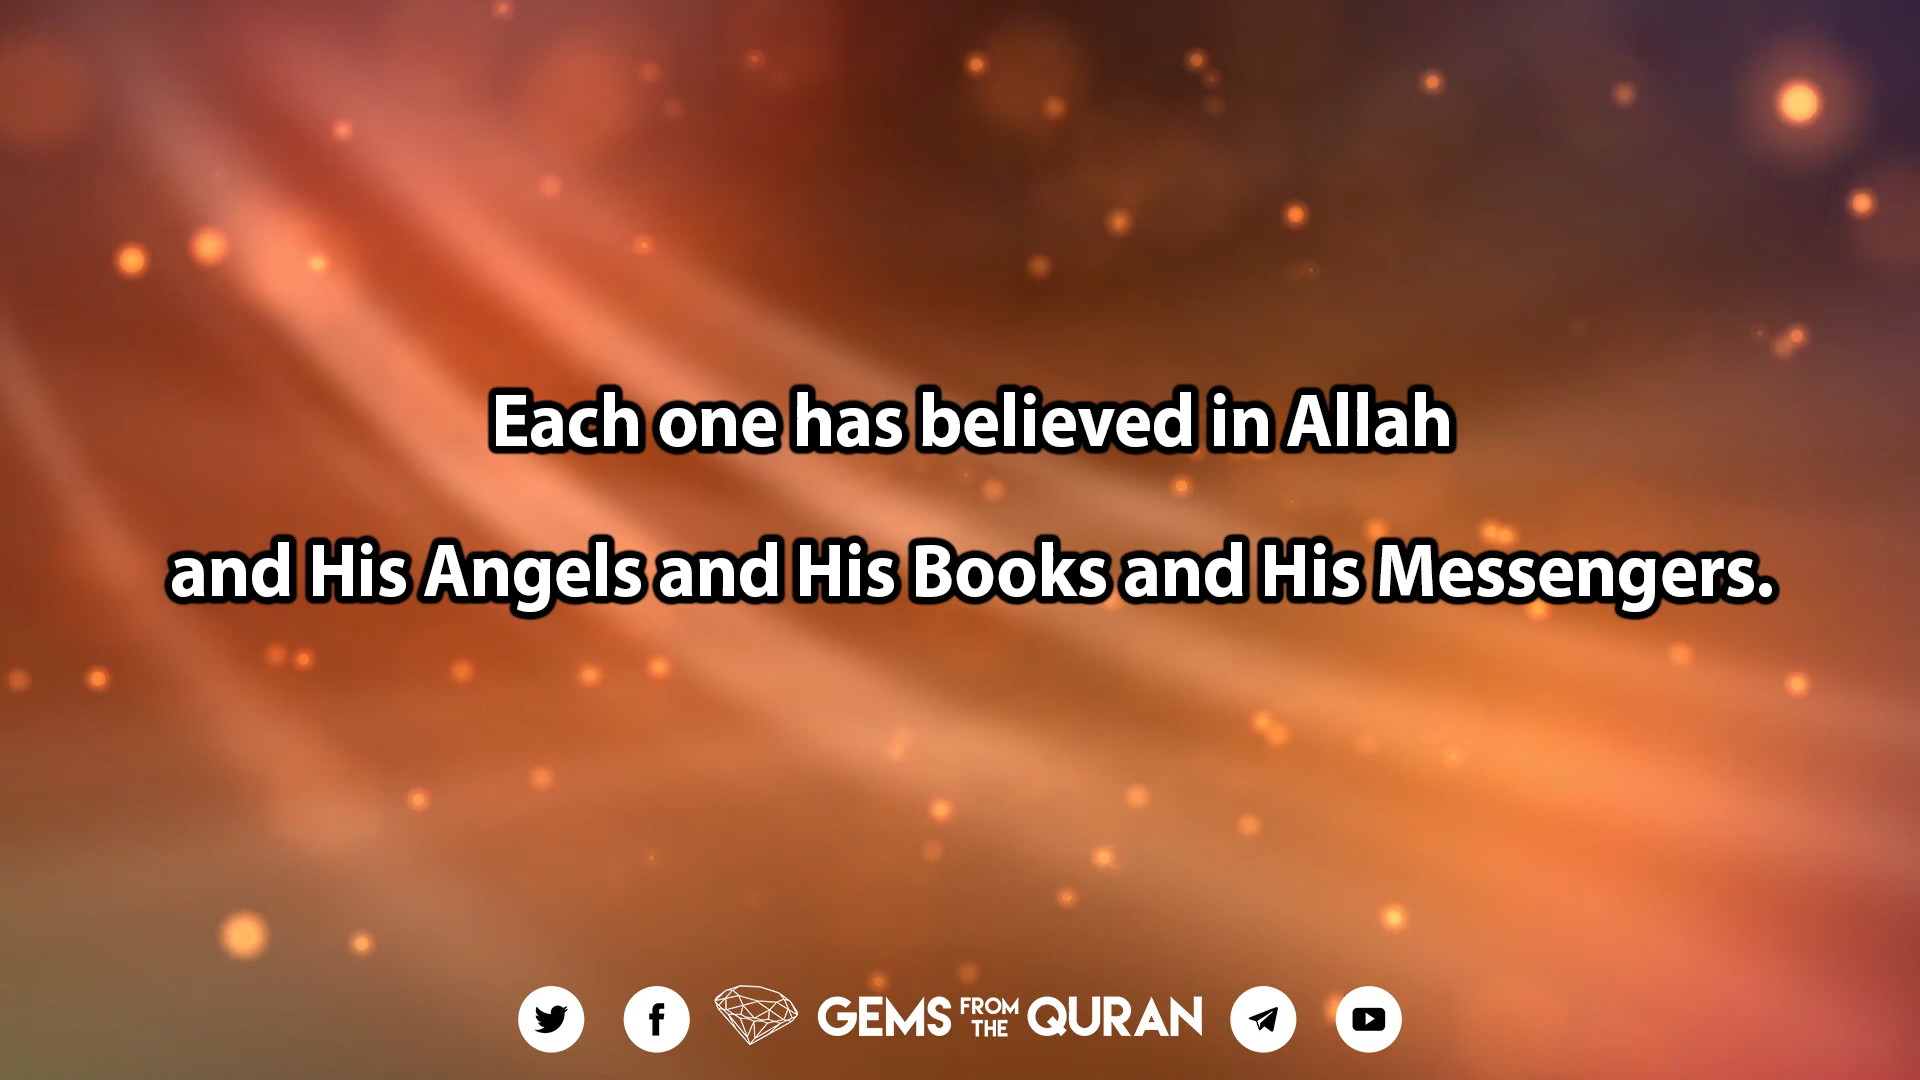 Each one has believed in Allah
and His Angels and His Books and His Messengers.
GEMS FROM THE QURAN